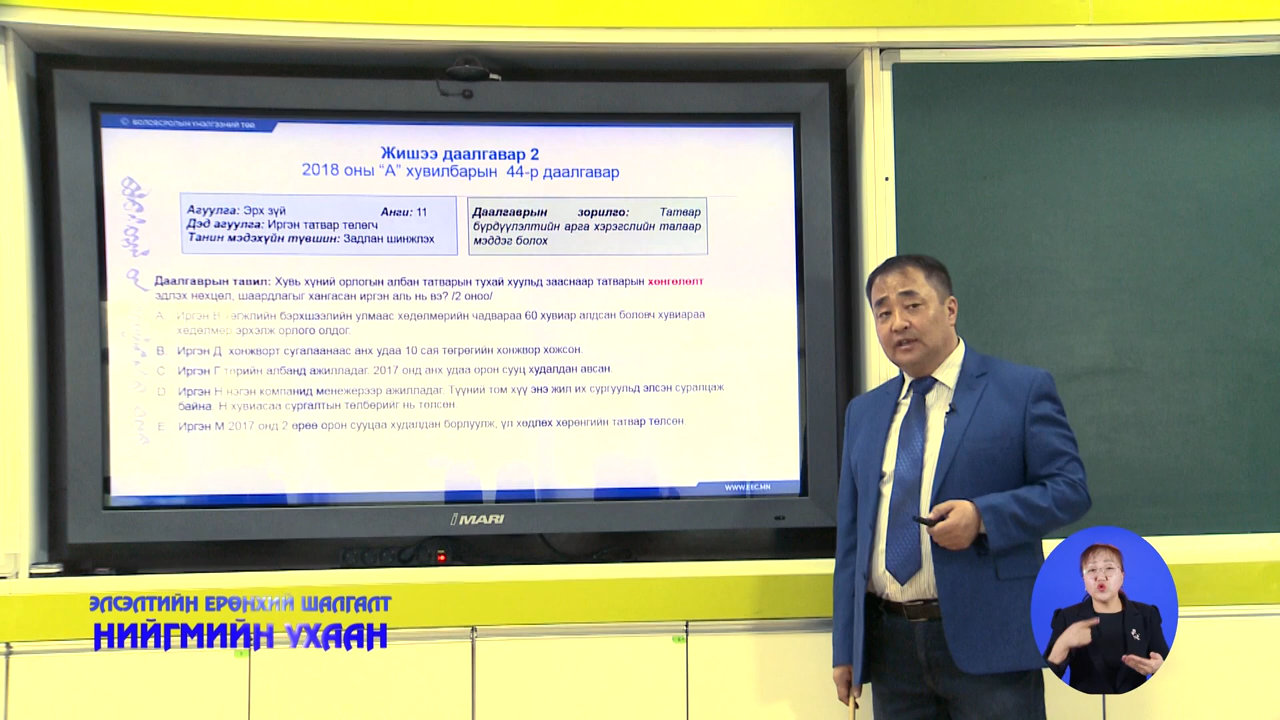 © БОЛОВСРОЛЫН ҮНЭЛГЭЭНИЙ ТӨВ
Жишээ даалгавар 2
2018 оны "А" хувилбарын 44-р даалгавар
Агуулга: Эрх зүй Анги: 11
Дэд агуулга: Иргэн татвар төлөгч
Танин мэдэхүйн түвшин: Задлан шинжлэх
Даалгаврын зорилго: Татвар
бүрдүүлэлтийн арга хэрэгслийн талаар
мэддэг болох
Даалгаврын тавил: Хувь хүний орлогын албан татварын тухай хуульд зааснаар татварын хөнгөлөлт
эдлэх нөхцөл, шаардлагыг хангасан иргэн аль нь вэ? /2 оноо/
A. Иргэн В хөгжлийн бэрхшээлийн улмаас хөдөлмөрийн чадвараа 60 хувиар алдсан боловч хувиараа
хөдөлмөр эрхэлж орлого олдог.
B. Иргэн Д хонжворт сугалаанаас анх удаа 10 сая төгрөгийн хонжвор хожсон.
C Иргэн Г төрийн албанд ажилладаг. 2017 онд анх удаа орон сууц худалдан авсан.
D Иргэн Н нэгэн компанид менежерээр ажилладаг. Түүний том хүү энэ жил их сургуульд элсэн суралцаж
байна. Н хувиасаа сургалтын төлбөрийг нь төлсөн.
E Иргэн М 2017 онд 2 өрөө орон сууцаа худалдан борлуулж, үл хөдлөх хөрөнгийн татвар төлсөн.
WWW.EEC.MN
iMARI
ЭЛСЭЛТИЙН ЕРӨНХИЙ ШАЛГАЛТ
НИЙГМИЙН УХААН